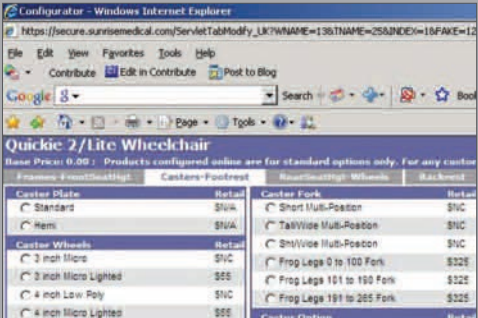 Configurator - Windows Internet Explorer
https://secure.sunrisemedical.com/ServletTabModify_UK?WNAME=13&TNAME=25&INDEX=1&FAKE=12
File Edit View Favorites Tools Help
Contribute Edit in Contribute Post to Blog
Google Search Bool
Page Tools
Quickie 2/Lite Wheelchair
Base Price: 0.00 : Products configured online are for standard options only. For any custom
Frames-FrontSeatHgt Casters-Footrest RearSeatHgt-Wheels Backrest
Caster Plate Retail
Standard $N/A
Hemi $N/A
Caster Wheels Retail
3 inch Micro $NC
3 inch Micro Lighted $55
4 inch Low Poly $NC
4 inch Micro Lighted $55
Caster Fork Retail
Short Multi-Position $NC
Tall/Wide Multi-Position $NC
Sht/Wide Multi-Position $NC
Frog Legs 0 to 100 Fork $325
Frog Legs 101 to 190 Fork $325
Frog Legs 191 to 265 Fork $325
Caster Option Retail